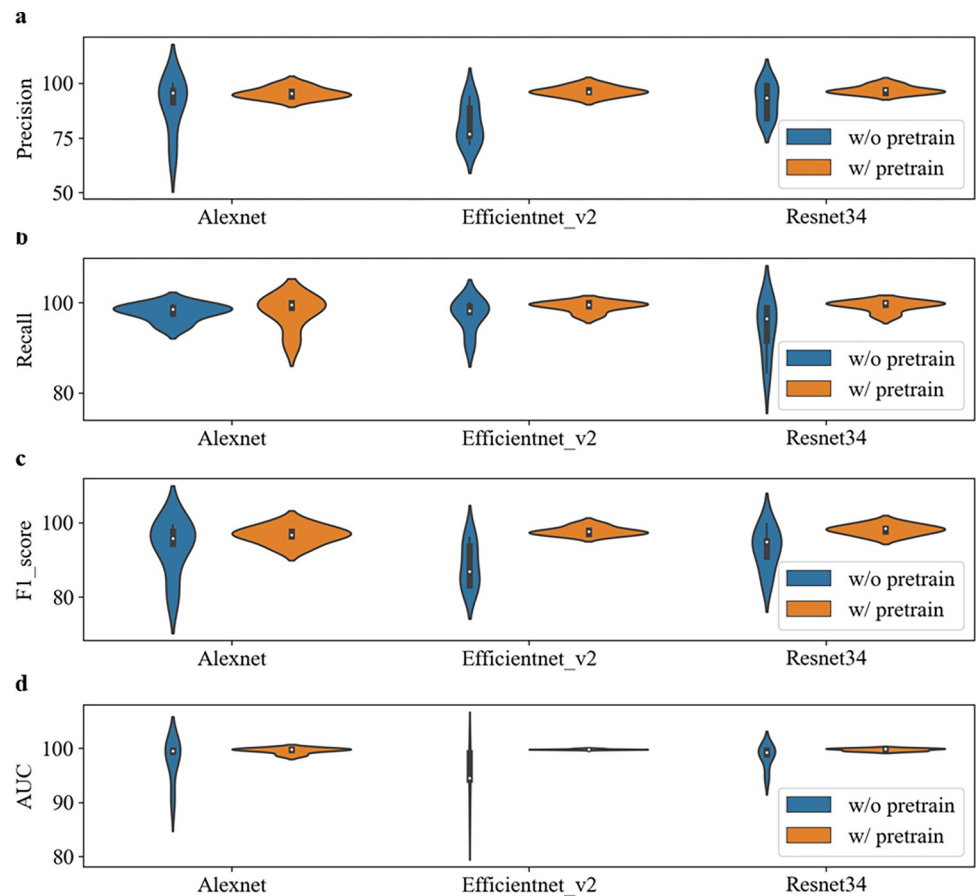 a
Precision
100
75
50
w/o pretrain
w/ pretrain
Alexnet Efficientnet_v2 Resnet34
b
Recall
100
80
w/o pretrain
w/ pretrain
Alexnet Efficientnet_v2 Resnet34
c
F1_score
100
80
w/o pretrain
w/ pretrain
Alexnet Efficientnet_v2 Resnet34
d
AUC
100
90
80
w/o pretrain
w/ pretrain
Alexnet Efficientnet_v2 Resnet34